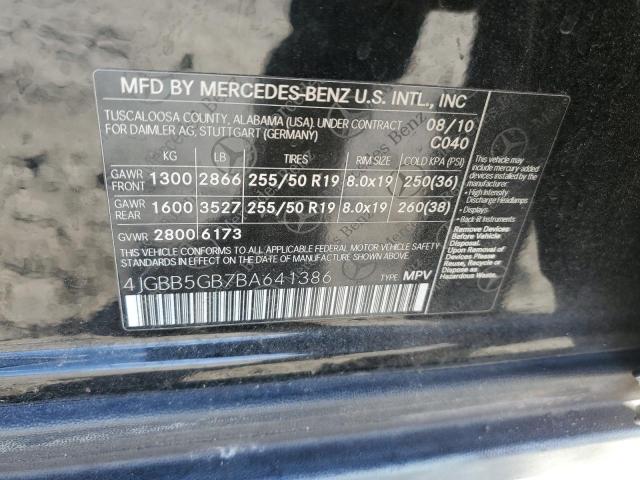 MFD BY MERCEDES-BENZ U.S. INTL., INC
TUSCALOOSA COUNTY, ALABAMA (USA). UNDER CONTRACT 08/10
FOR DAIMLER AG, STUTTGART (GERMANY) C040
KG LB TIRES RIM SIZE COLD KPA (PSI)
GAWR FRONT 1300 2866 255/50 R19 8.0x19 250(36)
GAWR REAR 1600 3527 255/50 R19 8.0x19 260(38)
GVWR 2800 6173
THIS VEHICLE CONFORMS TO ALL APPLICABLE FEDERAL MOTOR VEHICLE SAFETY
STANDARDS IN EFFECT ON THE DATE OF MANUFACTURE SHOWN ABOVE.
4JGBB5GB7BA641386 TYPE MPV
This vehicle may
include mercury-added
devices installed by the
manufacturer:
- High Intensity
Discharge Headlamps
- Displays
- Back-lit Instruments
Remove Devices
Before Vehicle
Disposal.
Upon Removal of
Devices Please
Reuse, Recycle
or Dispose as
Hazardous Waste.